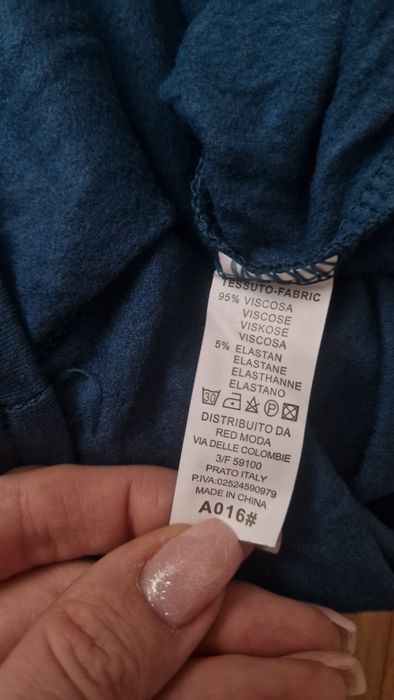 TESSUTO-FABRIC
95% VISCOSA
VISCOSE
VISKOSE
VISCOSA
5% ELASTAN
ELASTANE
ELASTHANNE
ELASTANO
30 P
DISTRIBUITO DA
RED MODA
VIA DELLE COLOMBIE
3/F 59100
PRATO ITALY
P.IVA:02524590979
MADE IN CHINA
A016#